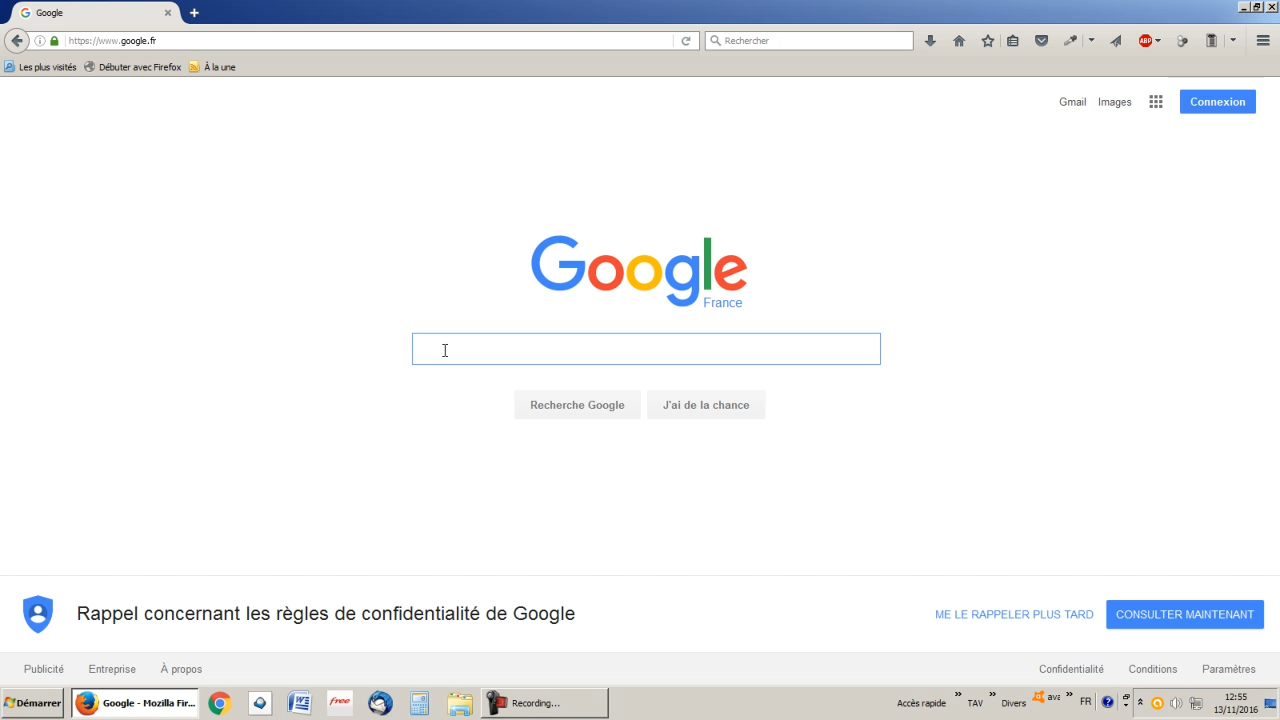 Google
https://www.google.fr
Rechercher
ABP
Les plus visités
Débuter avec Firefox
À la une
Gmail
Images
Connexion
Google
France
Recherche Google
J'ai de la chance
Rappel concernant les règles de confidentialité de Google
ME LE RAPPELER PLUS TARD
CONSULTER MAINTENANT
Publicité
Entreprise
À propos
Confidentialité
Conditions
Paramètres
Démarrer
Google - Mozilla Fir...
free
Recording...
Accès rapide
TAV
Divers
FR
12:55
13/11/2016